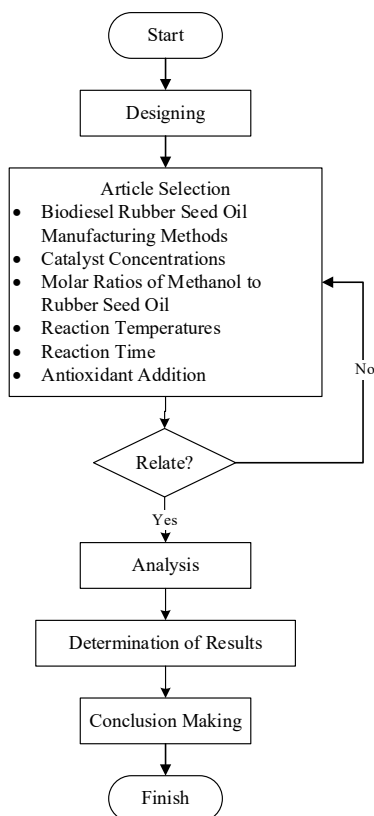 Start
Designing
Article Selection
• Biodiesel Rubber Seed Oil
Manufacturing Methods
• Catalyst Concentrations
• Molar Ratios of Methanol to
Rubber Seed Oil
• Reaction Temperatures
• Reaction Time
• Antioxidant Addition
No
Relate?
Yes
Analysis
Determination of Results
Conclusion Making
Finish